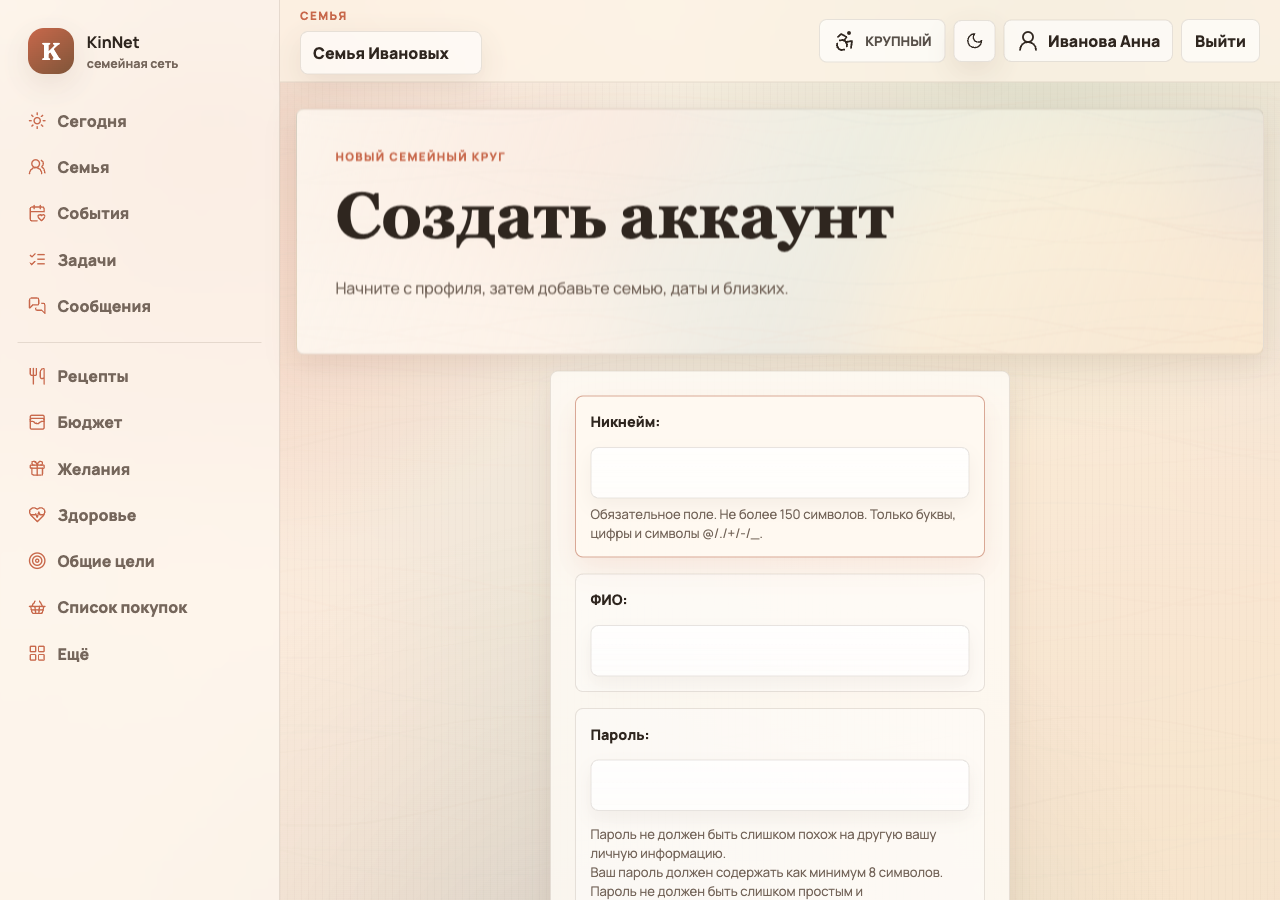 K
KinNet
семейная сеть
Сегодня
Семья
События
Задачи
Сообщения
Рецепты
Бюджет
Желания
Здоровье
Общие цели
Список покупок
Ещё
СЕМЬЯ
Семья Ивановых
КРУПНЫЙ
Иванова Анна
Выйти
НОВЫЙ СЕМЕЙНЫЙ КРУГ
Создать аккаунт
Начните с профиля, затем добавьте семью, даты и близких.
Никнейм:
Обязательное поле. Не более 150 символов. Только буквы,
цифры и символы @/./+/-/_.
ФИО:
Пароль:
Пароль не должен быть слишком похож на другую вашу
личную информацию.
Ваш пароль должен содержать как минимум 8 символов.
Пароль не должен быть слишком простым и